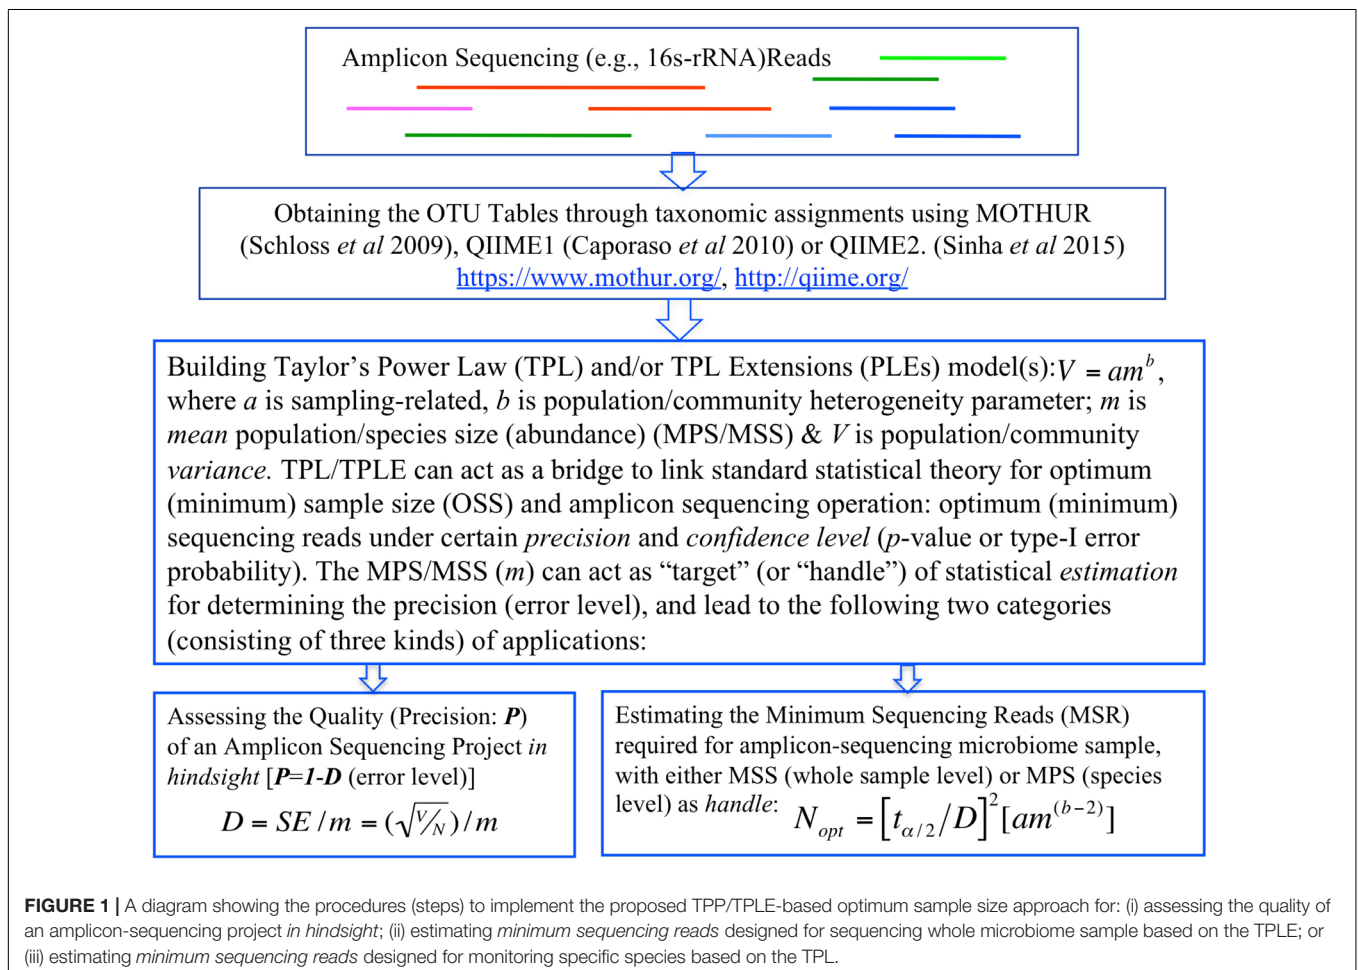 Amplicon Sequencing (e.g., 16s-rRNA)Reads
Obtaining the OTU Tables through taxonomic assignments using MOTHUR
(Schloss et al 2009), QIIME1 (Caporaso et al 2010) or QIIME2. (Sinha et al 2015)
https://www.mothur.org/, http://qiime.org/
Building Taylor's Power Law (TPL) and/or TPL Extensions (PLEs) model(s): V = am^b,
where a is sampling-related, b is population/community heterogeneity parameter; m is
mean population/species size (abundance) (MPS/MSS) & V is population/community
variance. TPL/TPLE can act as a bridge to link standard statistical theory for optimum
(minimum) sample size (OSS) and amplicon sequencing operation: optimum (minimum)
sequencing reads under certain precision and confidence level (p-value or type-I error
probability). The MPS/MSS (m) can act as “target” (or “handle”) of statistical estimation
for determining the precision (error level), and lead to the following two categories
(consisting of three kinds) of applications:
Assessing the Quality (Precision: P)
of an Amplicon Sequencing Project in
hindsight [P=1-D (error level)]
D = SE / m = (√V/N) / m
Estimating the Minimum Sequencing Reads (MSR)
required for amplicon-sequencing microbiome sample,
with either MSS (whole sample level) or MPS (species
level) as handle: N_opt = [t_α/2 / D]^2 [am^(b-2)]
FIGURE 1 | A diagram showing the procedures (steps) to implement the proposed TPP/TPLE-based optimum sample size approach for: (i) assessing the quality of
an amplicon-sequencing project in hindsight; (ii) estimating minimum sequencing reads designed for sequencing whole microbiome sample based on the TPLE; or
(iii) estimating minimum sequencing reads designed for monitoring specific species based on the TPL.